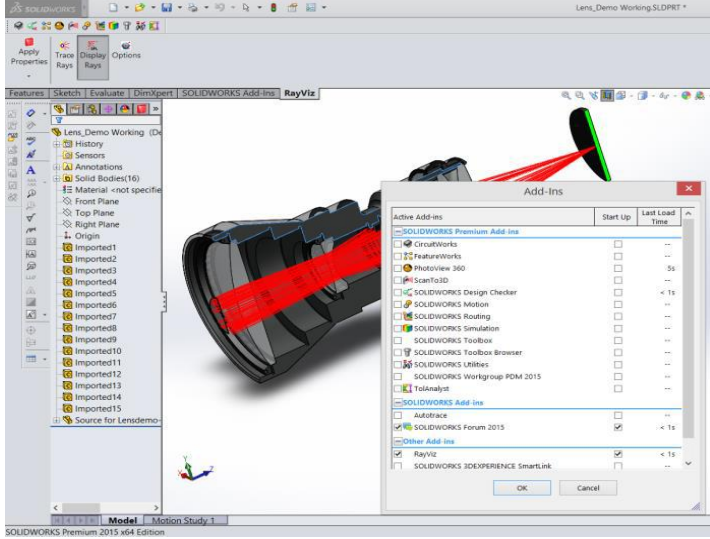 SOLIDWORKS
Lens_Demo Working.SLDPRT *
Apply Properties
Trace Rays
Display Rays
Options
Features
Sketch
Evaluate
DimXpert
SOLIDWORKS Add-Ins
RayViz
Lens_Demo Working (De
History
Sensors
Annotations
Solid Bodies(16)
Material <not specifie
Front Plane
Top Plane
Right Plane
Origin
Imported1
Imported2
Imported3
Imported4
Imported5
Imported6
Imported7
Imported8
Imported9
Imported10
Imported11
Imported12
Imported13
Imported14
Imported15
Source for Lensdemo-
Add-Ins
Active Add-ins Start Up Last Load Time
SOLIDWORKS Premium Add-ins
CircuitWorks --
FeatureWorks --
PhotoView 360 5s
ScanTo3D --
SOLIDWORKS Design Checker < 1s
SOLIDWORKS Motion --
SOLIDWORKS Routing --
SOLIDWORKS Simulation --
SOLIDWORKS Toolbox --
SOLIDWORKS Toolbox Browser --
SOLIDWORKS Utilities --
SOLIDWORKS Workgroup PDM 2015 --
TolAnalyst --
SOLIDWORKS Add-ins
Autotrace --
SOLIDWORKS Forum 2015 < 1s
Other Add-ins
RayViz < 1s
SOLIDWORKS 3DEXPERIENCE SmartLink --
OK Cancel
Y
X
Z
Model Motion Study 1
SOLIDWORKS Premium 2015 x64 Edition